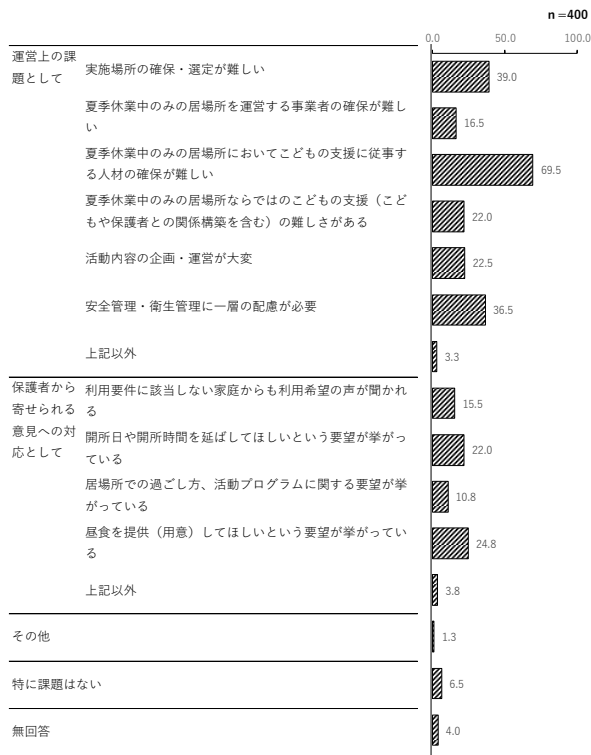 n =400
0.0 50.0 100.0
運営上の課
題として
実施場所の確保・選定が難しい
39.0
夏季休業中のみの居場所を運営する事業者の確保が難し
い
16.5
夏季休業中のみの居場所においてこどもの支援に従事す
る人材の確保が難しい
69.5
夏季休業中のみの居場所ならではのこどもの支援（こど
もや保護者との関係構築を含む）の難しさがある
22.0
活動内容の企画・運営が大変
22.5
安全管理・衛生管理に一層の配慮が必要
36.5
上記以外
3.3
保護者から
寄せられる
意見への対
応として
利用要件に該当しない家庭からも利用希望の声が聞かれ
る
15.5
開所日や開所時間を延ばしてほしいという要望が挙がっ
ている
22.0
居場所での過ごし方、活動プログラムに関する要望が挙
がっている
10.8
昼食を提供（用意）してほしいという要望が挙がってい
る
24.8
上記以外
3.8
その他
1.3
特に課題はない
6.5
無回答
4.0